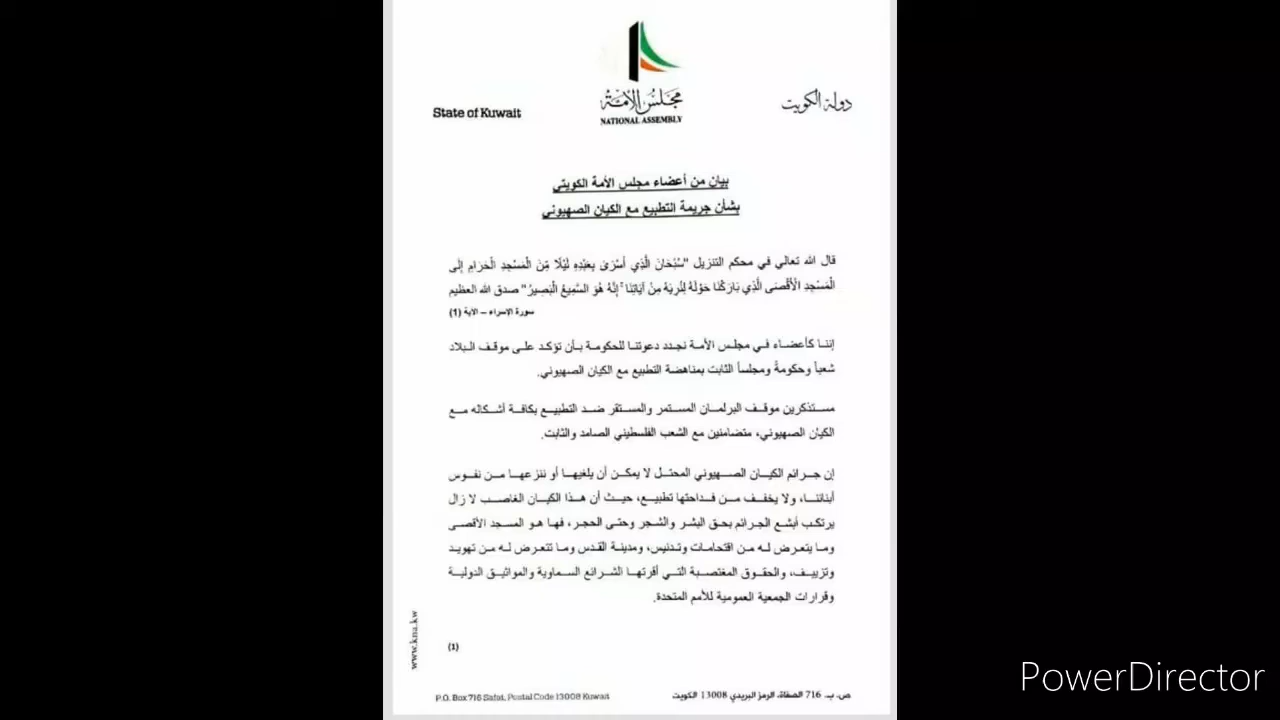 مجلس الأمة
NATIONAL ASSEMBLY
State of Kuwait
دولة الكويت
بيان من أعضاء مجلس الأمة الكويتي
بشأن جريمة التطبيع مع الكيان الصهيوني
قال الله تعالي في محكم التنزيل "سُبْحَانَ الَّذِي أَسْرَىٰ بِعَبْدِهِ لَيْلًا مِّنَ الْمَسْجِدِ الْحَرَامِ إِلَى
الْمَسْجِدِ الْأَقْصَى الَّذِي بَارَكْنَا حَوْلَهُ لِنُرِيَهُ مِنْ آيَاتِنَا ۚ إِنَّهُ هُوَ السَّمِيعُ الْبَصِيرُ" صدق الله العظيم
سورة الإسراء – الآية (1)
إننا كأعضاء في مجلس الأمة نجدد دعوتنا للحكومة بأن تؤكد على موقف البلاد
شعباً وحكومةً ومجلساً الثابت بمناهضة التطبيع مع الكيان الصهيوني.
مستذكرين موقف البرلمان المستمر والمستقر ضد التطبيع بكافة أشكاله مع
الكيان الصهيوني، متضامنين مع الشعب الفلسطيني الصامد والثابت.
إن جرائم الكيان الصهيوني المحتل لا يمكن أن يلغيها أو ننزعها من نفوس
أبنائنا، ولا يخفف من فداحتها تطبيع، حيث أن هذا الكيان الغاصب لا زال
يرتكب أبشع الجرائم بحق البشر والشجر وحتى الحجر، فها هو المسجد الأقصى
وما يتعرض له من اقتحامات وتدنيس، ومدينة القدس وما تتعرض له من تهويد
وتزييف، والحقوق المغتصبة التي أقرتها الشرائع السماوية والمواثيق الدولية
وقرارات الجمعية العمومية للأمم المتحدة.
(1)
www.kna.kw
P.O. Box 716 Safat, Postal Code 13008 Kuwait
ص. ب. 716 الصفاة، الرمز البريدي 13008 الكويت
PowerDirector